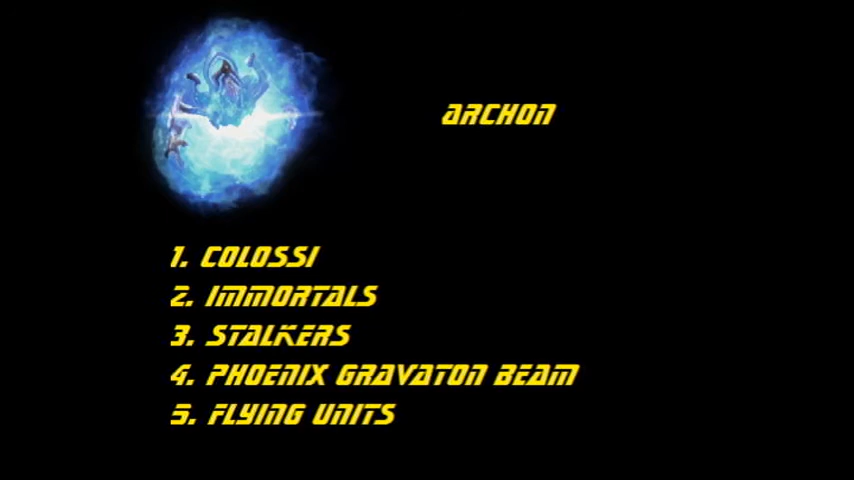 ARCHON
1. COLOSSI
2. IMMORTALS
3. STALKERS
4. PHOENIX GRAVATON BEAM
5. FLYING UNITS